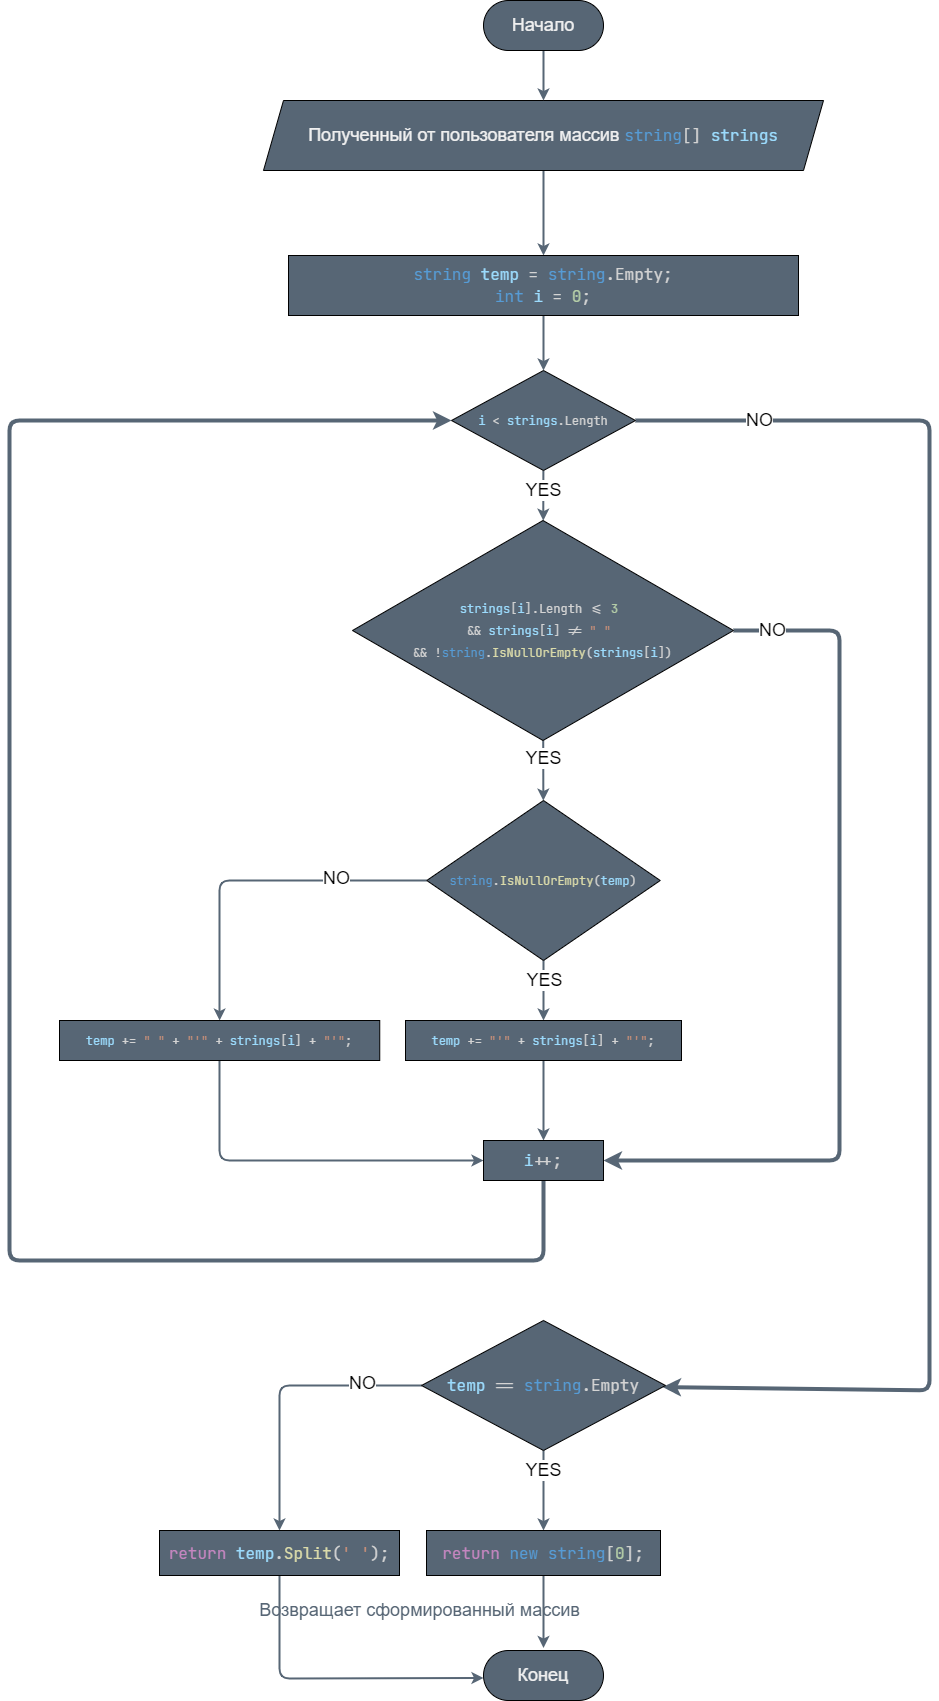 Начало
Полученный от пользователя массив string[] strings
string temp = string.Empty;
int i = 0;
i < strings.Length
NO
YES
strings[i].Length <= 3
&& strings[i] != " "
&& !string.IsNullOrEmpty(strings[i])
NO
YES
string.IsNullOrEmpty(temp)
NO
YES
temp += " " + "'" + strings[i] + "'";
temp += "'" + strings[i] + "'";
i++;
temp == string.Empty
NO
YES
return temp.Split(' ');
return new string[0];
Возвращает сформированный массив
Конец